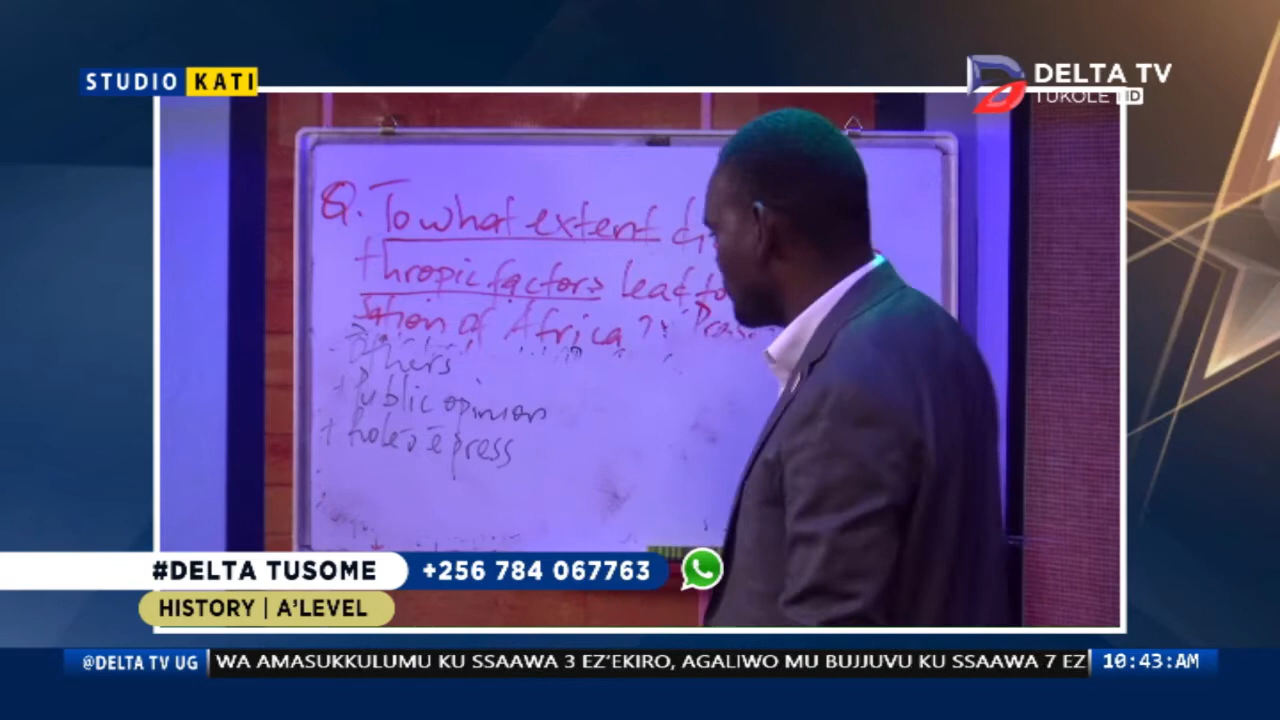 STUDIO KATI
DELTA TV
TUKOLE HD
Q. To what extent di
thropic factors lead to
sation of Africa?
others
+ Public opinion
+ Role ō ē press
#DELTA TUSOME
+256 784 067763
HISTORY | A'LEVEL
@DELTA TV UG
WA AMASUKKULUMU KU SSAAWA 3 EZ'EKIRO, AGALIWO MU BUJJUVU KU SSAAWA 7 EZ
10:43:AM